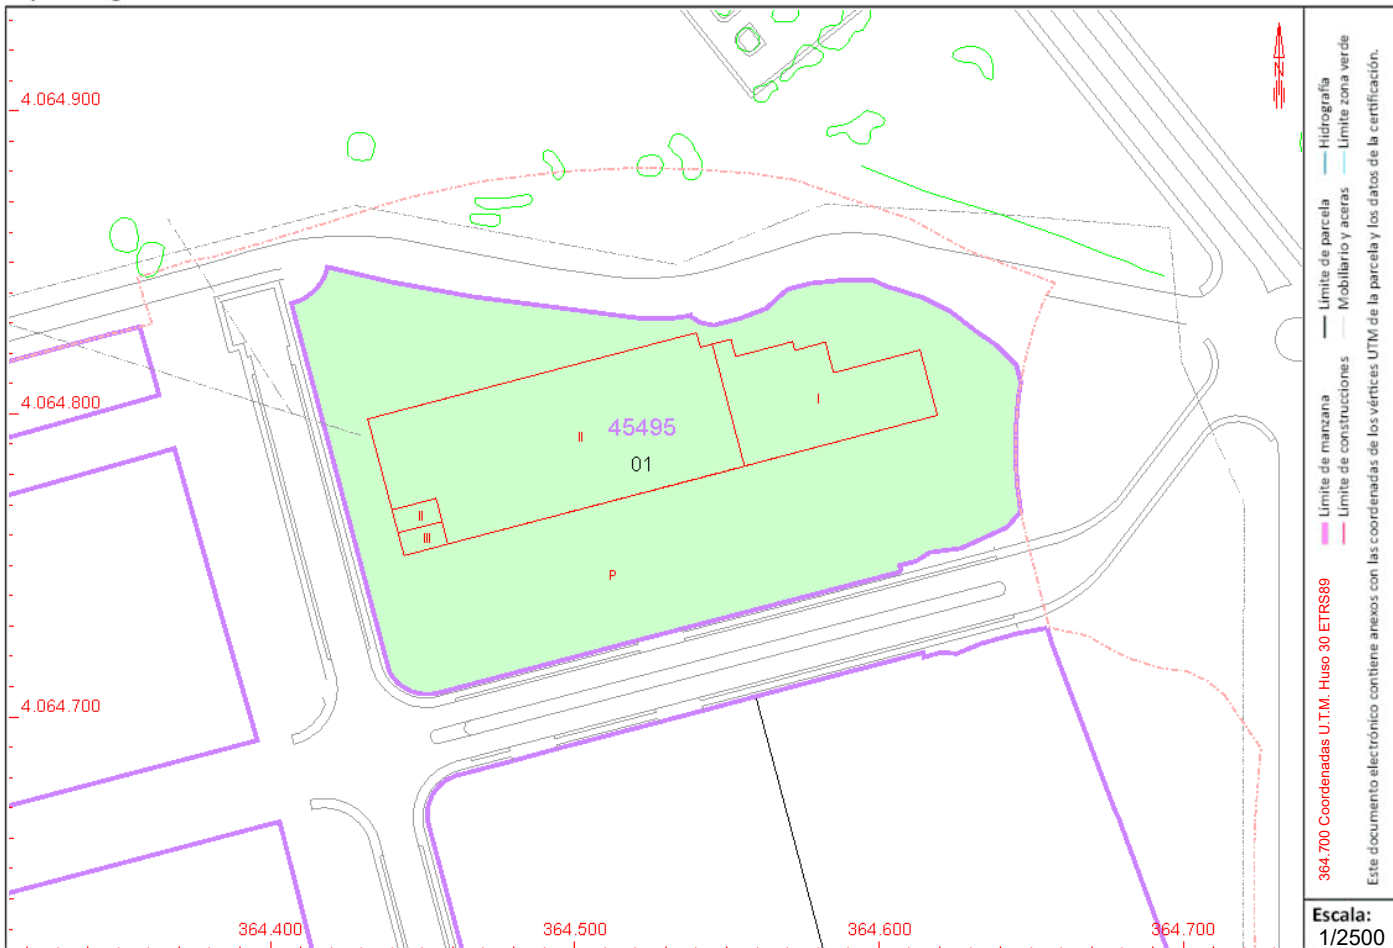 4.064.900
4.064.800
4.064.700
364.400
364.500
364.600
364.700
45495
01
II
I
II
III
P
N
Hidrografía
Límite zona verde
Límite de parcela
Mobiliario y aceras
Límite de manzana
Límite de construcciones
364.700 Coordenadas U.T.M. Huso 30 ETRS89
Este documento electrónico contiene anexos con las coordenadas de los vértices UTM de la parcela y los datos de la certificación.
Escala:
1/2500